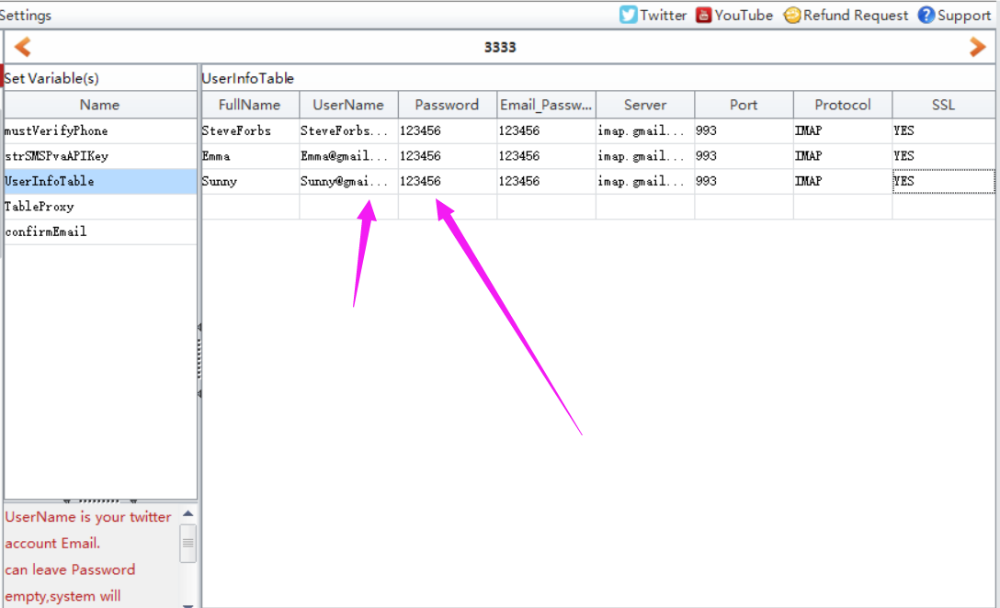 Settings Twitter YouTube Refund Request Support
3333
Set Variable(s) UserInfoTable
Name FullName UserName Password Email_Passw... Server Port Protocol SSL
mustVerifyPhone SteveForbs SteveForbs... 123456 123456 imap.gmail... 993 IMAP YES
strSMSPvaAPIKey Emma Emma@gmail... 123456 123456 imap.gmail... 993 IMAP YES
UserInfoTable Sunny Sunny@gmai... 123456 123456 imap.gmail... 993 IMAP YES
TableProxy
confirmEmail
UserName is your twitter
account Email.
can leave Password
empty,system will